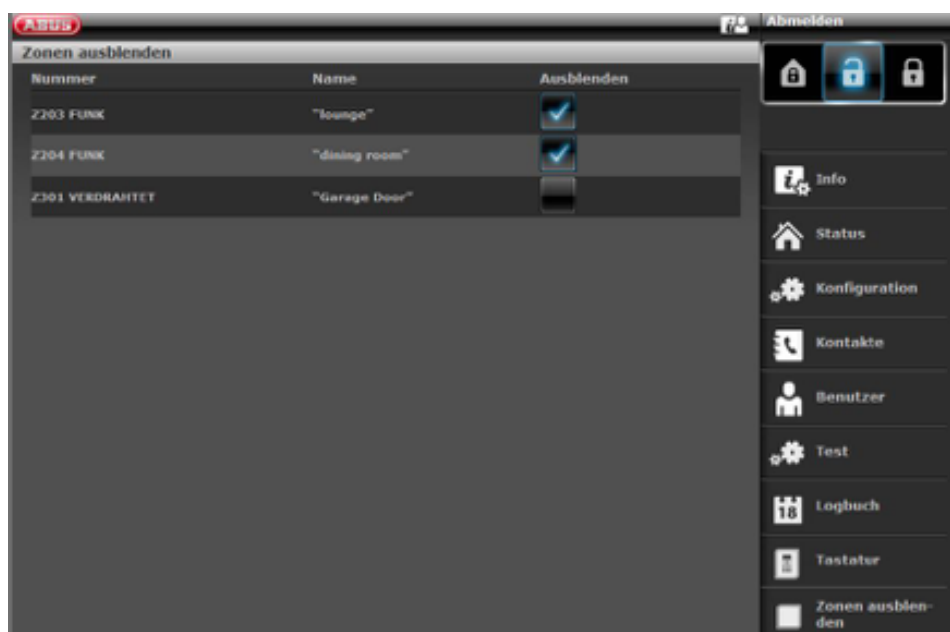 ABUS
Abmelden
Zonen ausblenden
Nummer Name Ausblenden
Z203 FUNK "lounge"
Z204 FUNK "dining room"
Z301 VERDRAHTET "Garage Door"
Info
Status
Konfiguration
Kontakte
Benutzer
Test
18 Logbuch
Tastatur
Zonen ausblen-
den